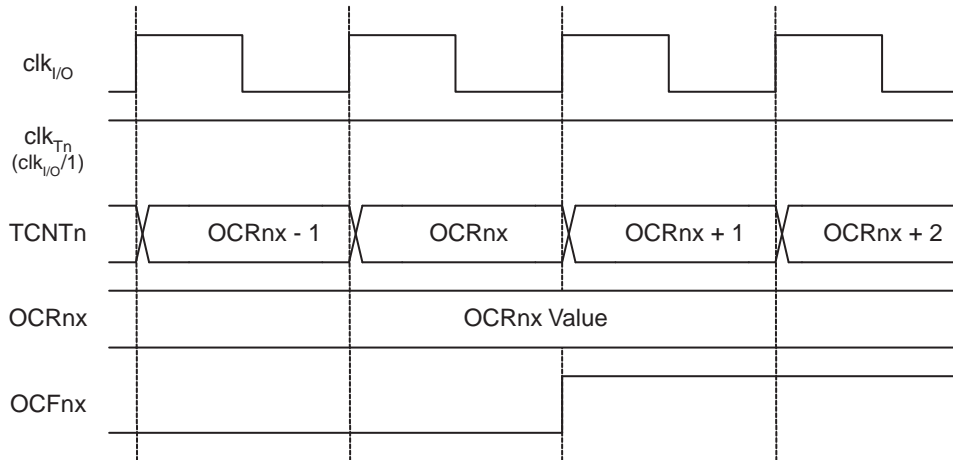 clkI/O
clkTn
(clkI/O/1)
TCNTn OCRnx - 1 OCRnx OCRnx + 1 OCRnx + 2
OCRnx OCRnx Value
OCFnx